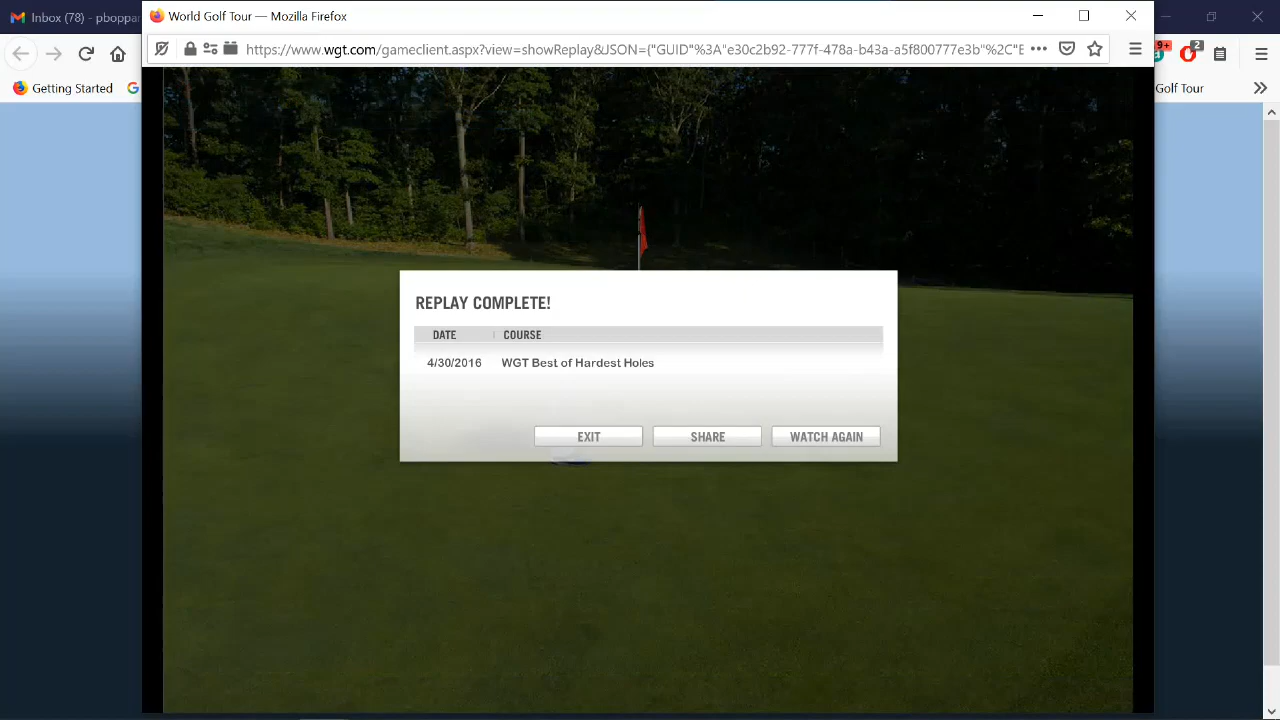 Inbox (78) - pboppar
World Golf Tour — Mozilla Firefox
https://www.wgt.com/gameclient.aspx?view=showReplay&JSON={"GUID"%3A"e30c2b92-777f-478a-b43a-a5f800777e3b"%2C"E
9+
2
Getting Started
Golf Tour
REPLAY COMPLETE!
DATE COURSE
4/30/2016 WGT Best of Hardest Holes
EXIT SHARE WATCH AGAIN